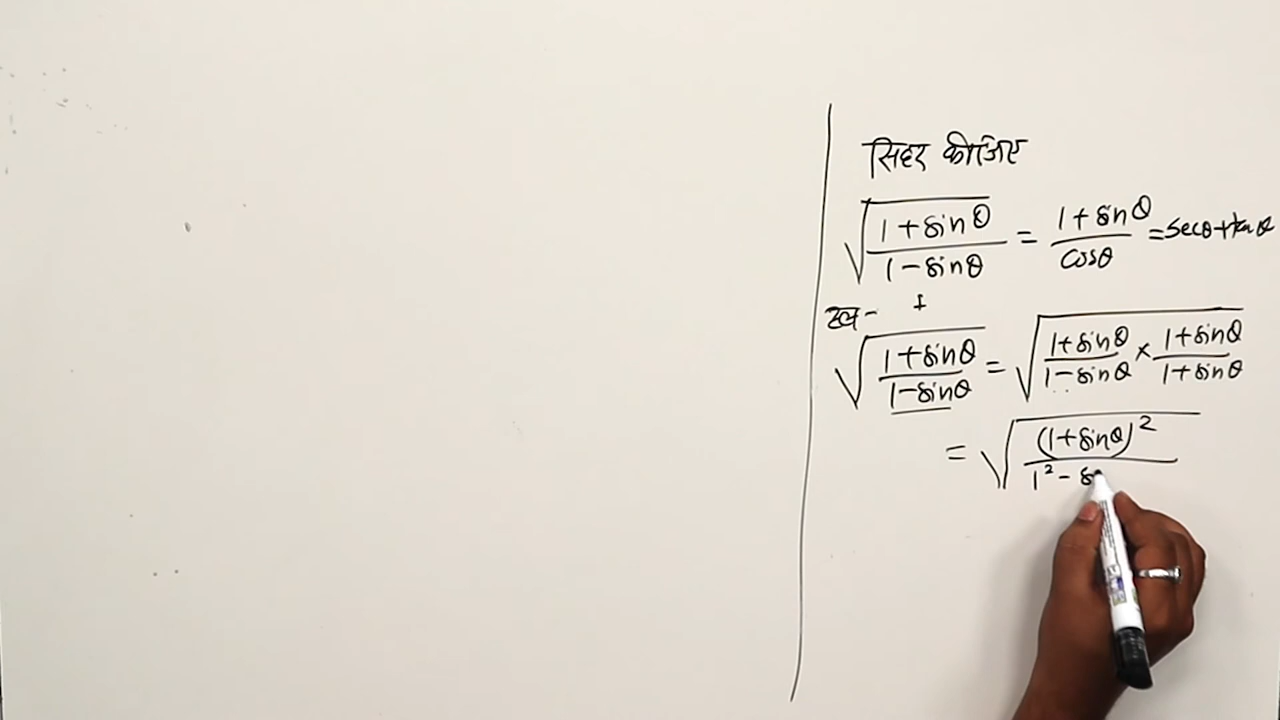 सिद्ध कीजिए
√(1+sinθ / 1-sinθ) = 1+sinθ / cosθ = secθ+tanθ
हल-
√(1+sinθ / 1-sinθ) = √(1+sinθ / 1-sinθ × 1+sinθ / 1+sinθ)
= √((1+sinθ)² / 1² - s